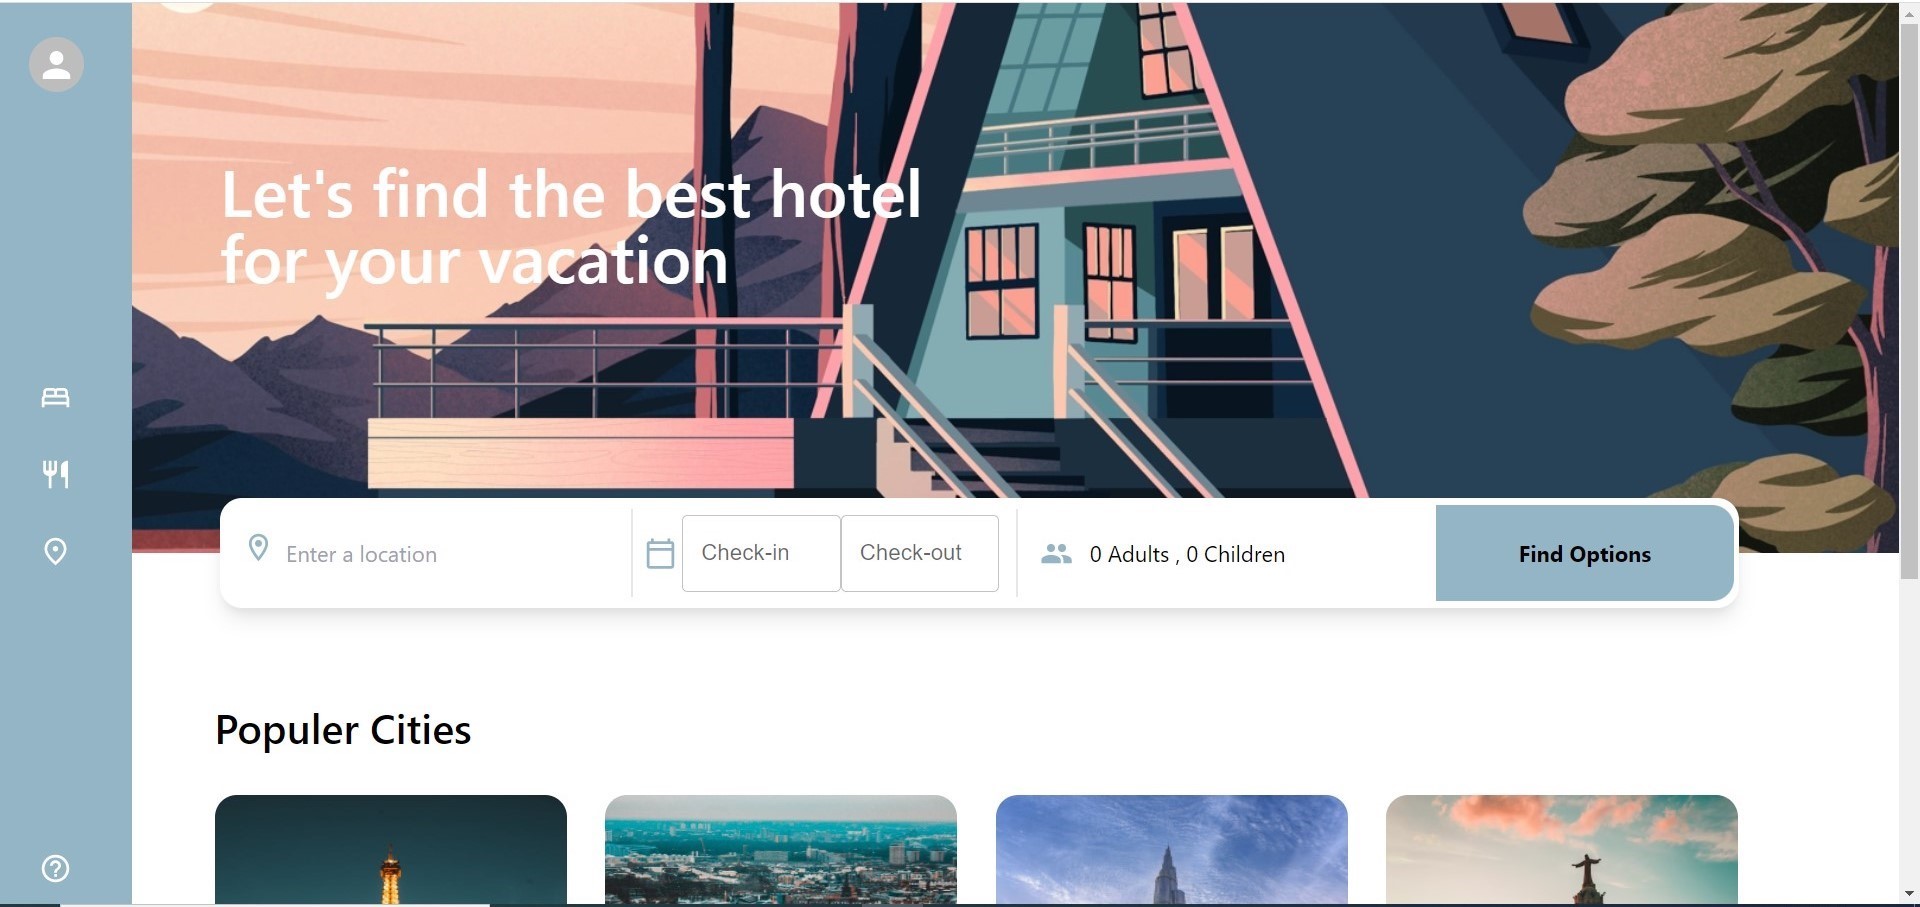 Let's find the best hotel
for your vacation
Enter a location
Check-in
Check-out
0 Adults , 0 Children
Find Options
Populer Cities